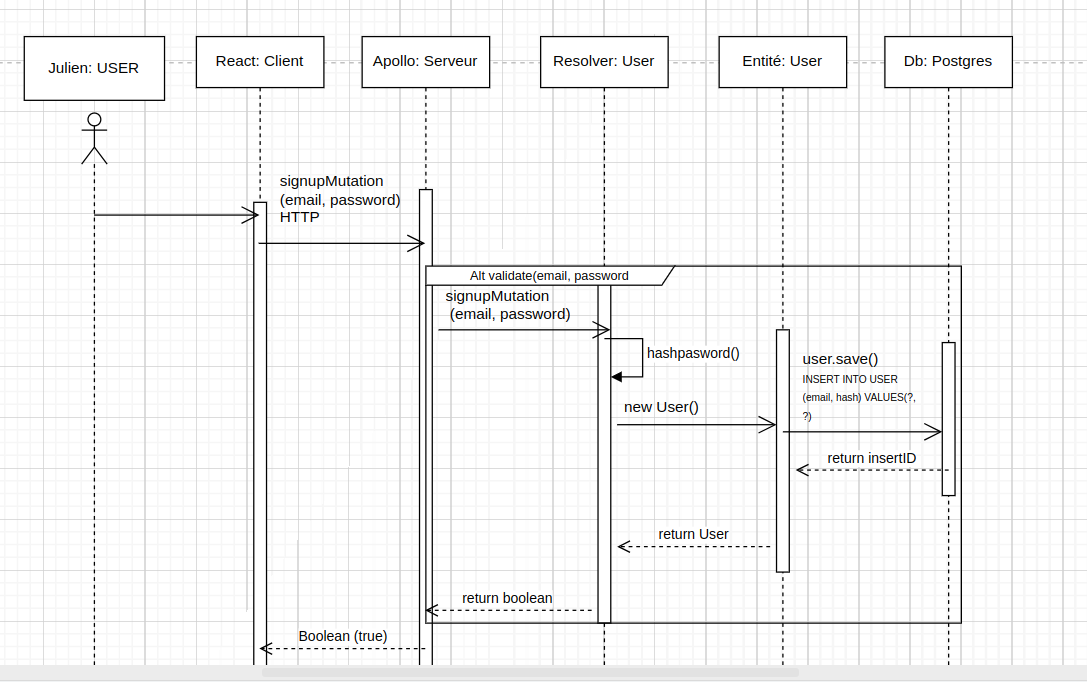 Julien: USER
React: Client
Apollo: Serveur
Resolver: User
Entité: User
Db: Postgres
signupMutation
(email, password)
HTTP
Alt validate(email, password
signupMutation
(email, password)
hashpasword()
new User()
user.save()
INSERT INTO USER
(email, hash) VALUES(?,
?)
return insertID
return User
return boolean
Boolean (true)